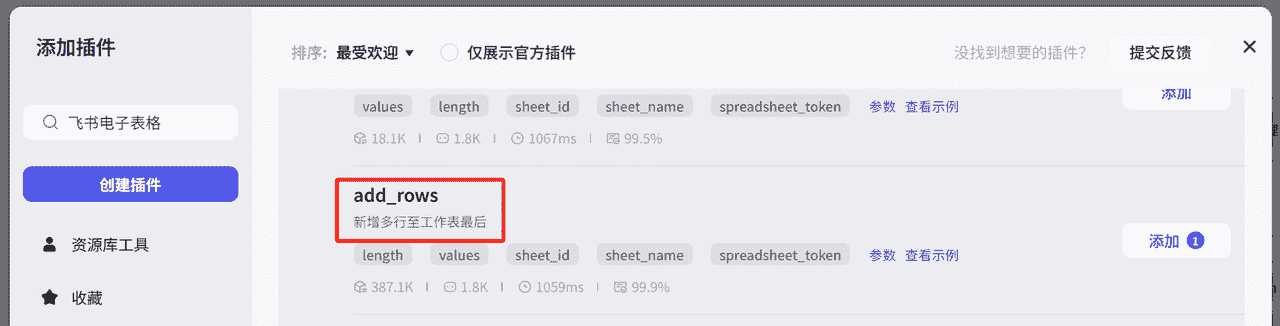 添加插件
飞书电子表格
创建插件
资源库工具
收藏
排序: 最受欢迎 仅展示官方插件 没找到想要的插件? 提交反馈
values length sheet_id sheet_name spreadsheet_token 参数 查看示例 添加
18.1K 1.8K 1067ms 99.5%
add_rows
新增多行至工作表最后
length values sheet_id sheet_name spreadsheet_token 参数 查看示例 添加 1
387.1K 1.8K 1059ms 99.9%